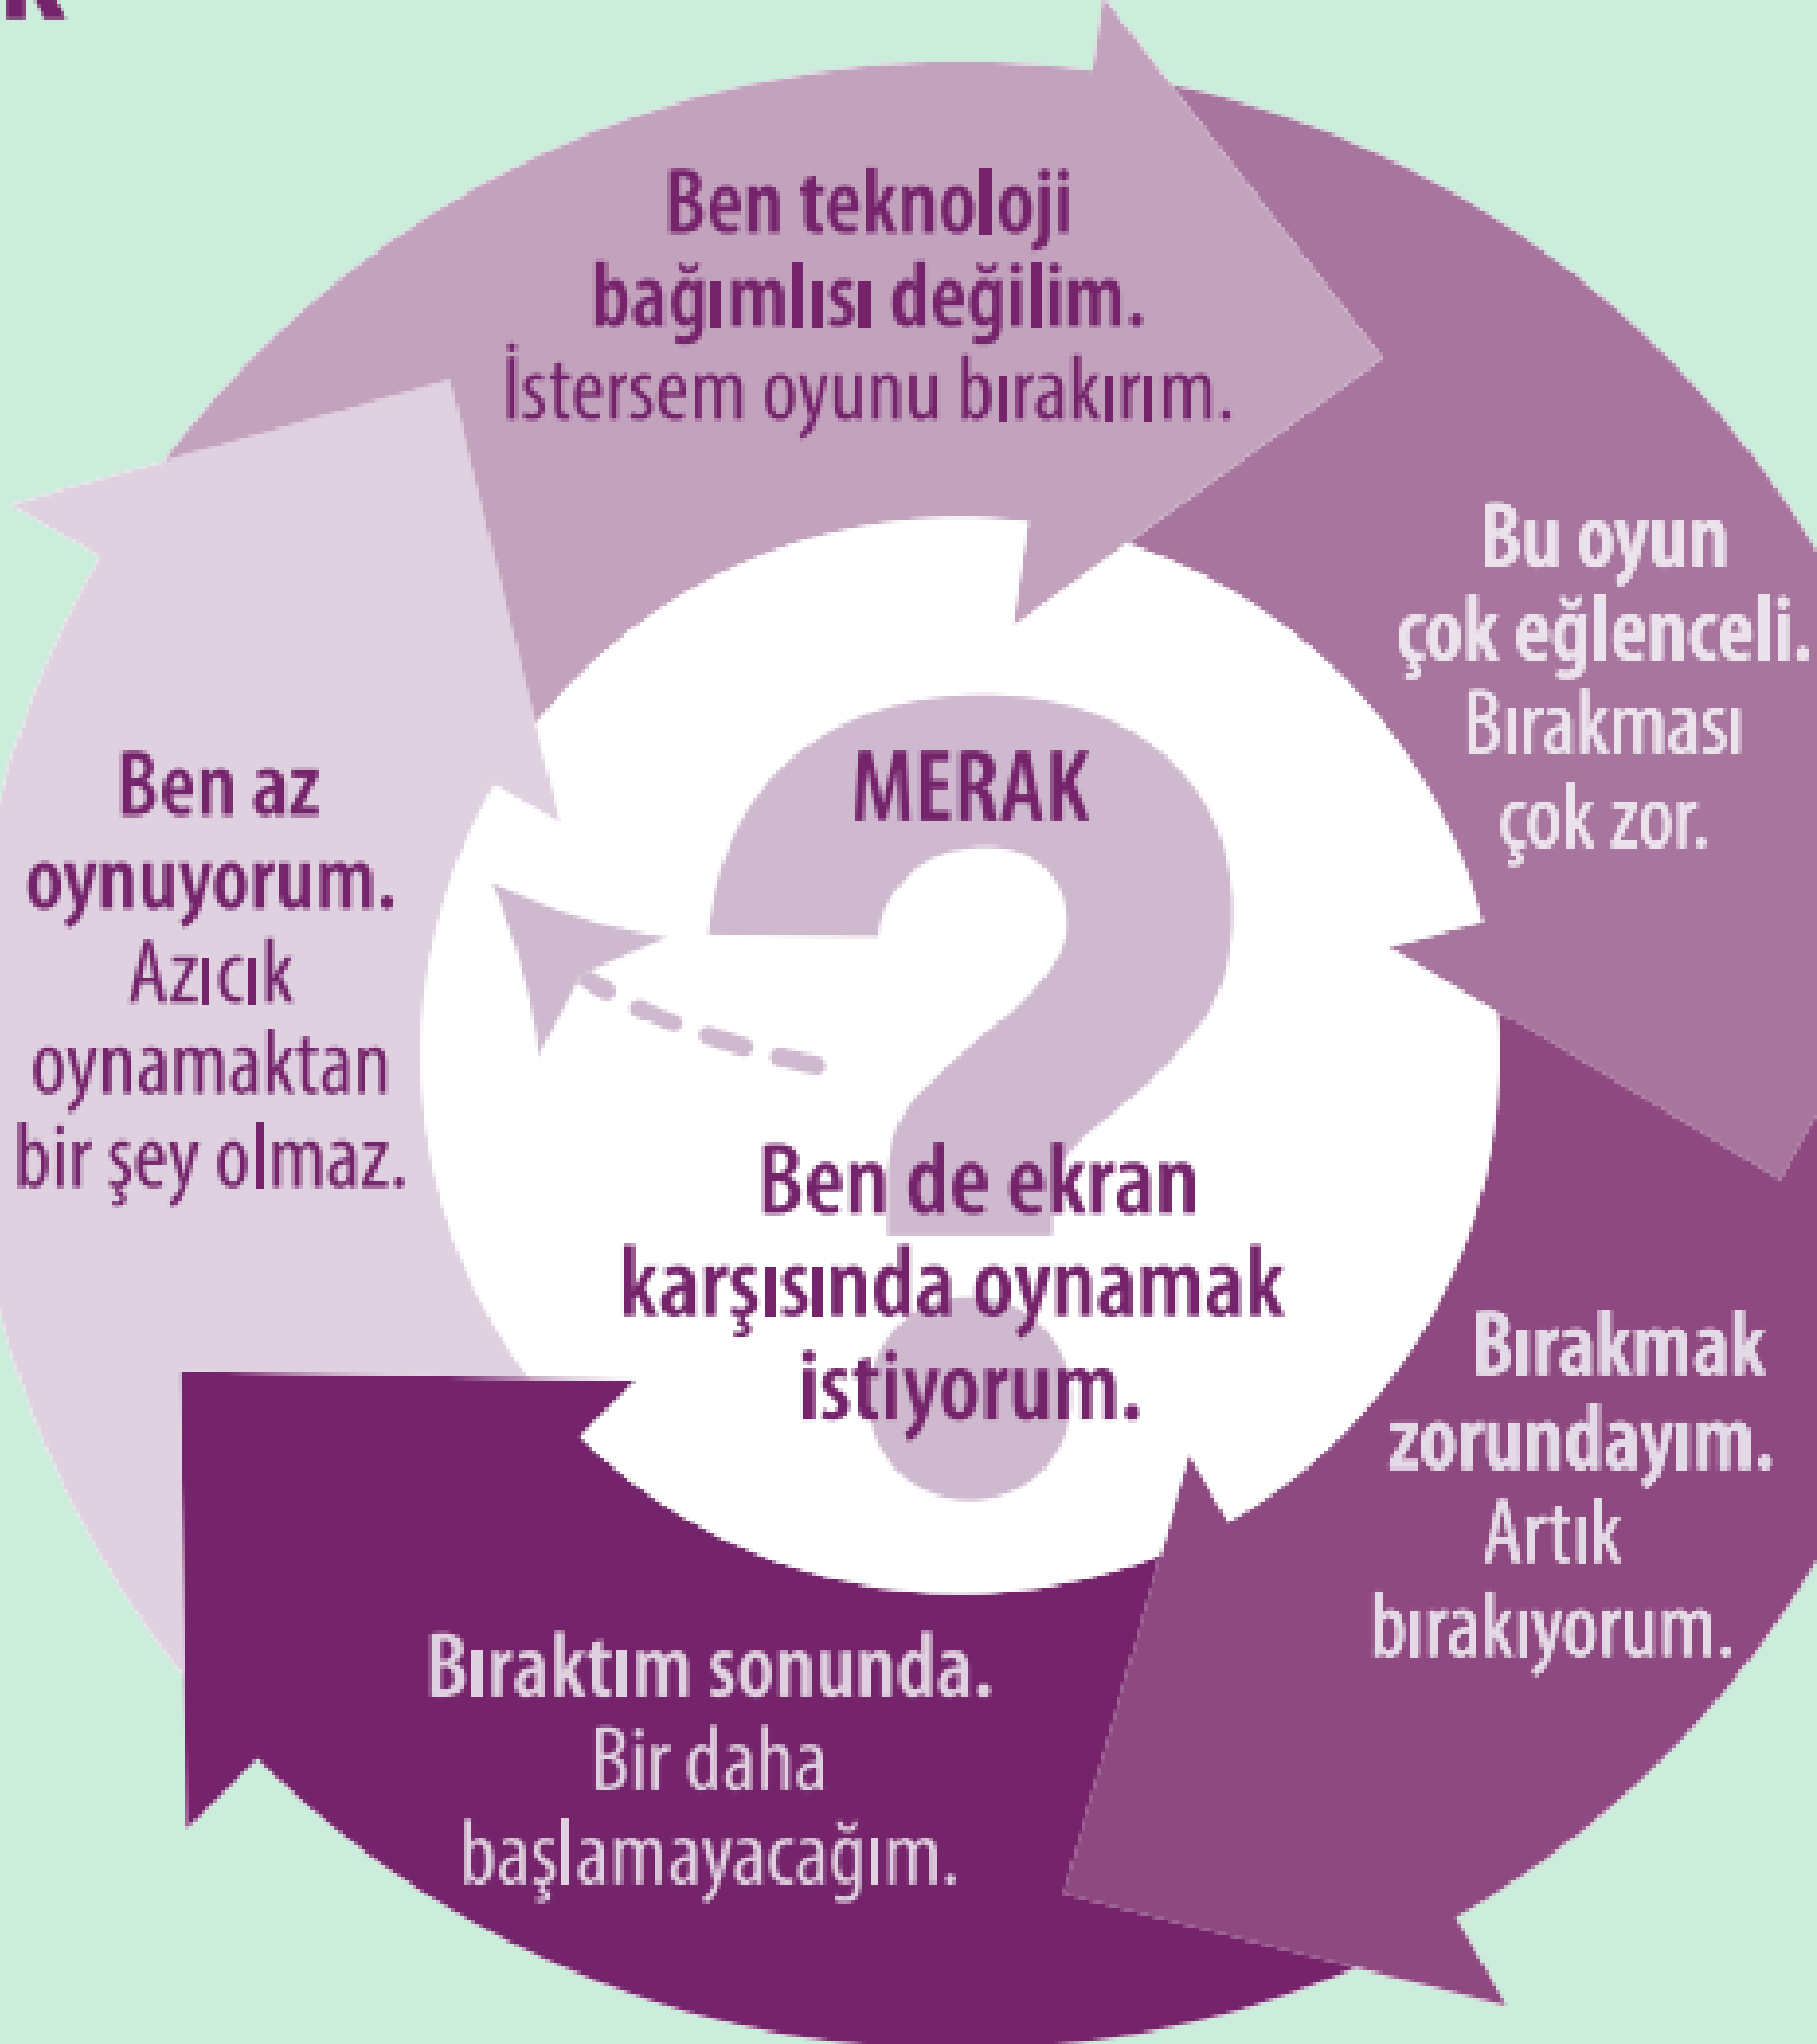 MERAK
Ben de ekran
karşısında oynamak
istiyorum.
Ben az
oynuyorum.
Azıcık
oynamaktan
bir şey olmaz.
Ben teknoloji
bağımlısı değilim.
İstersem oyunu bırakırım.
Bu oyun
çok eğlenceli.
Bırakması
çok zor.
Bırakmak
zorundayım.
Artık
bırakıyorum.
Bıraktım sonunda.
Bir daha
başlamayacağım.